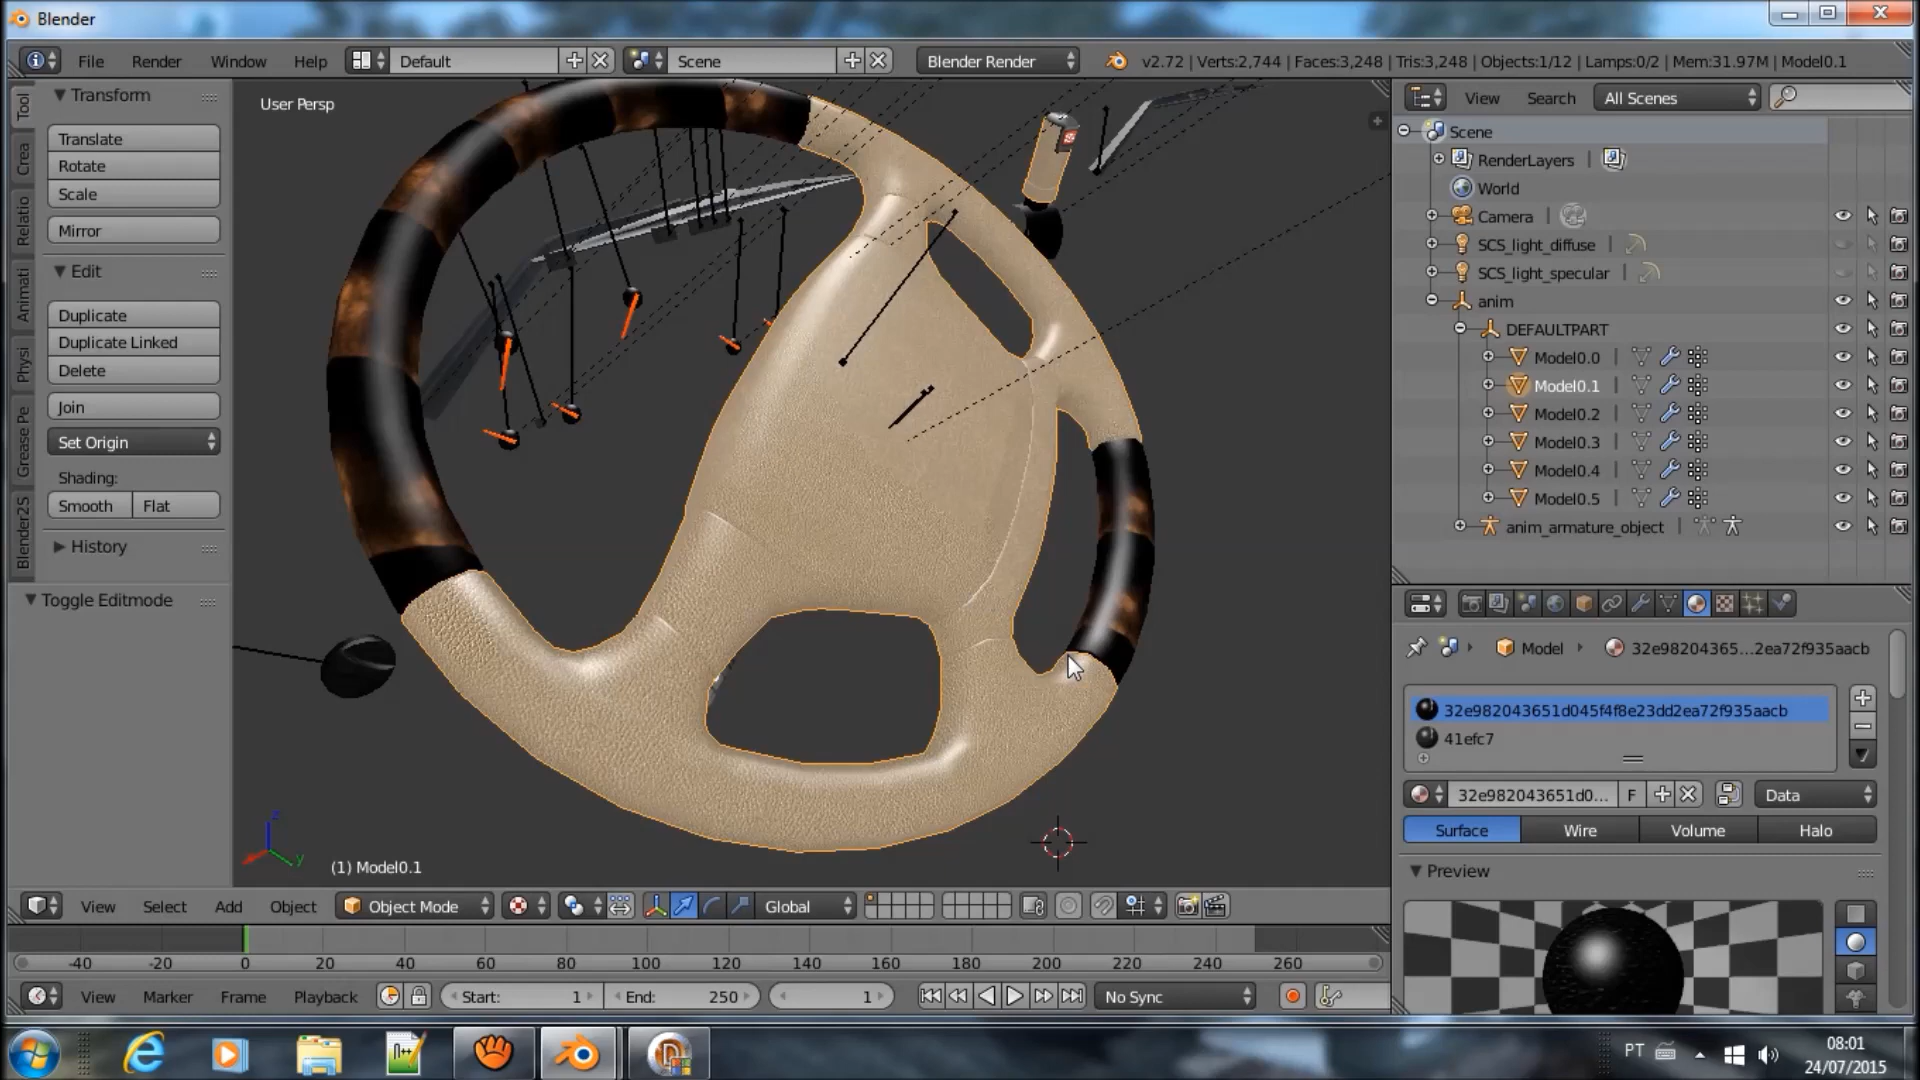 Blender
File Render Window Help Default Scene Blender Render v2.72 | Verts:2,744 | Faces:3,248 | Tris:3,248 | Objects:1/12 | Lamps:0/2 | Mem:31.97M | Model0.1
Tool
Crea
Relatio
Animati
Physi
Grease Pe
Blender2S
Transform
Translate
Rotate
Scale
Mirror
Edit
Duplicate
Duplicate Linked
Delete
Join
Set Origin
Shading:
Smooth Flat
History
Toggle Editmode
User Persp
(1) Model0.1
View Select Add Object Object Mode Global
-40 -20 0 20 40 60 80 100 120 140 160 180 200 220 240 260
View Marker Frame Playback Start: 1 End: 250 1 No Sync
View Search All Scenes
Scene
RenderLayers |
World
Camera |
SCS_light_diffuse |
SCS_light_specular |
anim
DEFAULTPART
Model0.0 |
Model0.1 |
Model0.2 |
Model0.3 |
Model0.4 |
Model0.5 |
anim_armature_object |
Model 32e98204365...2ea72f935aacb
32e982043651d045f4f8e23dd2ea72f935aacb
41efc7
32e982043651d0... F Data
Surface Wire Volume Halo
Preview
PT
08:01
24/07/2015